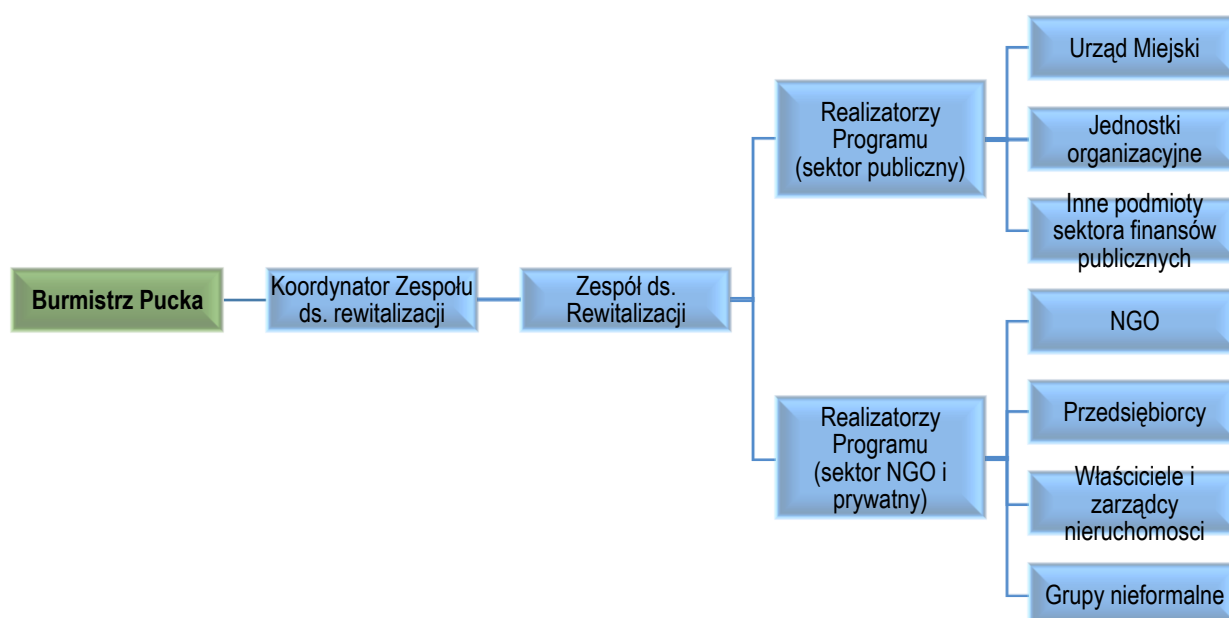 Burmistrz Pucka
Koordynator Zespołu
ds. rewitalizacji
Zespół ds.
Rewitalizacji
Realizatorzy
Programu
(sektor publiczny)
Urząd Miejski
Jednostki
organizacyjne
Inne podmioty
sektora finansów
publicznych
Realizatorzy
Programu
(sektor NGO i
prywatny)
NGO
Przedsiębiorcy
Właściciele i
zarządcy
nieruchomosci
Grupy nieformalne